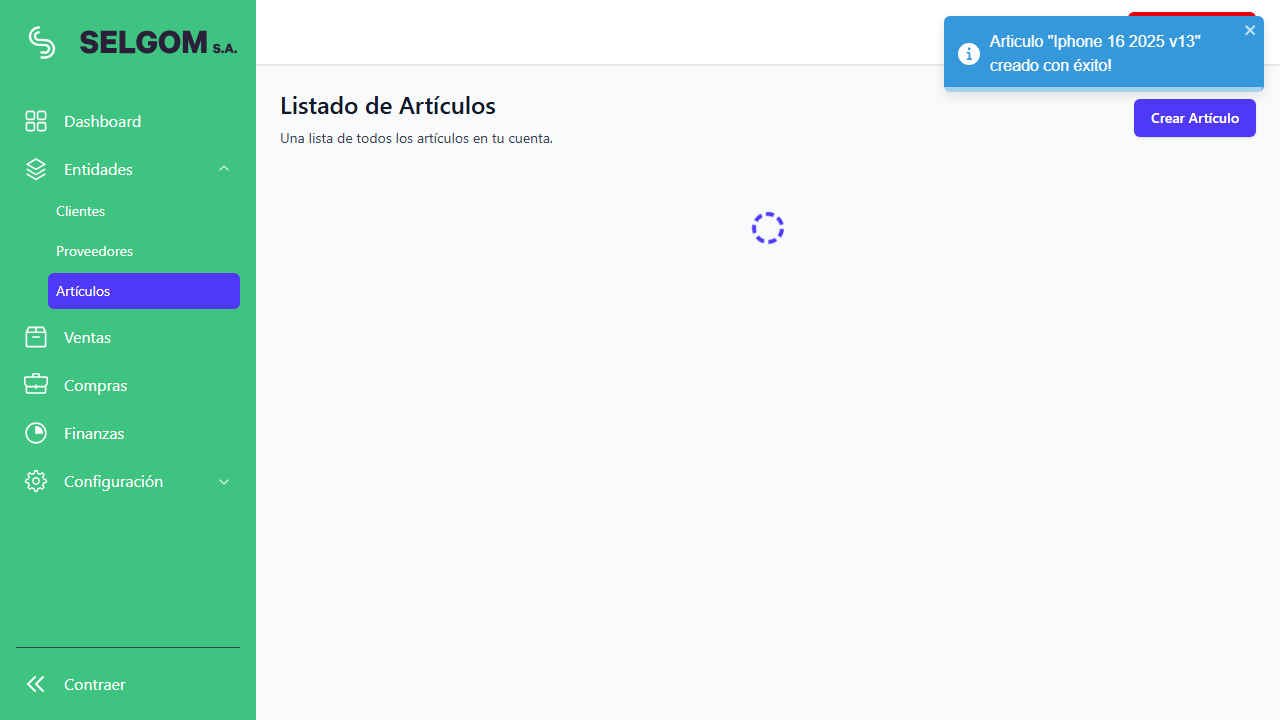 SELGOM S.A.
Dashboard
Entidades
Clientes
Proveedores
Artículos
Ventas
Compras
Finanzas
Configuración
Contraer
Articulo "Iphone 16 2025 v13"
creado con éxito!
Listado de Artículos
Una lista de todos los artículos en tu cuenta.
Crear Artículo